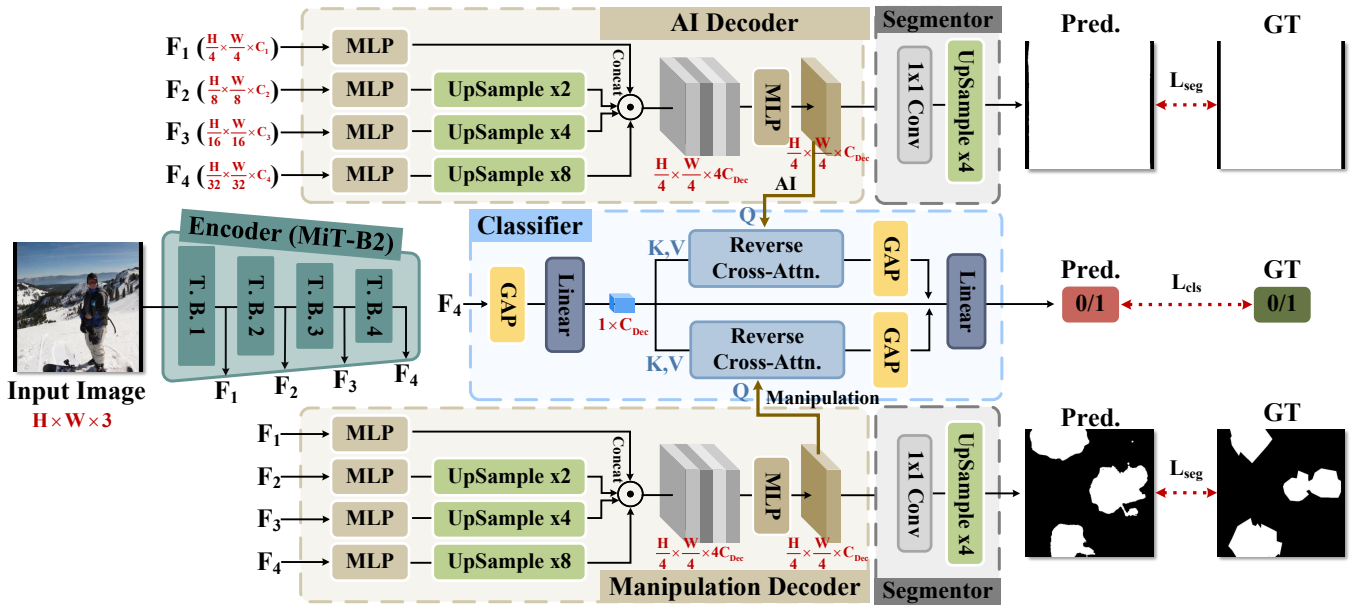 AI Decoder
Segmentor
Pred.
GT
F1 (H/4 × W/4 × C1)
MLP
F2 (H/8 × W/8 × C2)
MLP
UpSample x2
F3 (H/16 × W/16 × C3)
MLP
UpSample x4
F4 (H/32 × W/32 × C4)
MLP
UpSample x8
Concat
H/4 × W/4 × 4CDec
MLP
H/4 × W/4 × CDec
AI
1x1 Conv
UpSample x4
Lseg
Encoder (MiT-B2)
T. B. 1
T. B. 2
T. B. 3
T. B. 4
F1
F2
F3
F4
Input Image
H × W × 3
Classifier
F4
GAP
Linear
1 × CDec
Q
K,V
Reverse
Cross-Attn.
GAP
K,V
Reverse
Cross-Attn.
GAP
Q
Manipulation
Linear
Pred.
0/1
Lcls
GT
0/1
F1
MLP
F2
MLP
UpSample x2
F3
MLP
UpSample x4
F4
MLP
UpSample x8
Concat
H/4 × W/4 × 4CDec
MLP
H/4 × W/4 × CDec
Manipulation Decoder
1x1 Conv
UpSample x4
Segmentor
Pred.
GT
Lseg